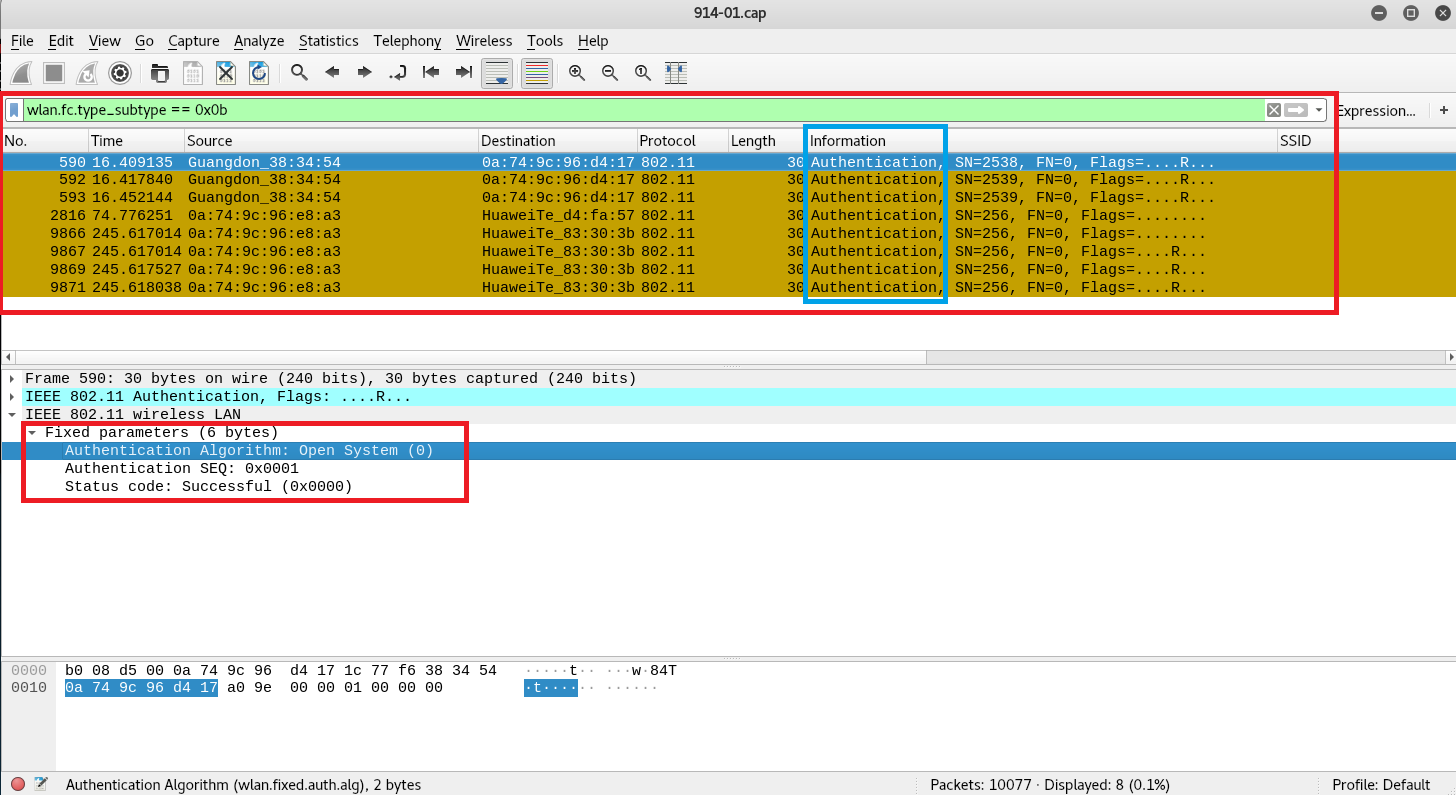 914-01.cap
File Edit View Go Capture Analyze Statistics Telephony Wireless Tools Help
wlan.fc.type_subtype == 0x0b Expression... +
No. Time Source Destination Protocol Length Information SSID
590 16.409135 Guangdon_38:34:54 0a:74:9c:96:d4:17 802.11 30 Authentication, SN=2538, FN=0, Flags=....R...
592 16.417840 Guangdon_38:34:54 0a:74:9c:96:d4:17 802.11 30 Authentication, SN=2539, FN=0, Flags=....R...
593 16.452144 Guangdon_38:34:54 0a:74:9c:96:d4:17 802.11 30 Authentication, SN=2539, FN=0, Flags=....R...
2816 74.776251 0a:74:9c:96:e8:a3 HuaweiTe_d4:fa:57 802.11 30 Authentication, SN=256, FN=0, Flags=........
9866 245.617014 0a:74:9c:96:e8:a3 HuaweiTe_83:30:3b 802.11 30 Authentication, SN=256, FN=0, Flags=........
9867 245.617014 0a:74:9c:96:e8:a3 HuaweiTe_83:30:3b 802.11 30 Authentication, SN=256, FN=0, Flags=....R...
9869 245.617527 0a:74:9c:96:e8:a3 HuaweiTe_83:30:3b 802.11 30 Authentication, SN=256, FN=0, Flags=....R...
9871 245.618038 0a:74:9c:96:e8:a3 HuaweiTe_83:30:3b 802.11 30 Authentication, SN=256, FN=0, Flags=....R...
Frame 590: 30 bytes on wire (240 bits), 30 bytes captured (240 bits)
IEEE 802.11 Authentication, Flags: ....R...
IEEE 802.11 wireless LAN
Fixed parameters (6 bytes)
Authentication Algorithm: Open System (0)
Authentication SEQ: 0x0001
Status code: Successful (0x0000)
0000 b0 08 d5 00 0a 74 9c 96 d4 17 1c 77 f6 38 34 54 ·····t·· ···w·84T
0010 0a 74 9c 96 d4 17 a0 9e 00 00 01 00 00 00 ·t······ ······
Authentication Algorithm (wlan.fixed.auth.alg), 2 bytes Packets: 10077 · Displayed: 8 (0.1%) Profile: Default